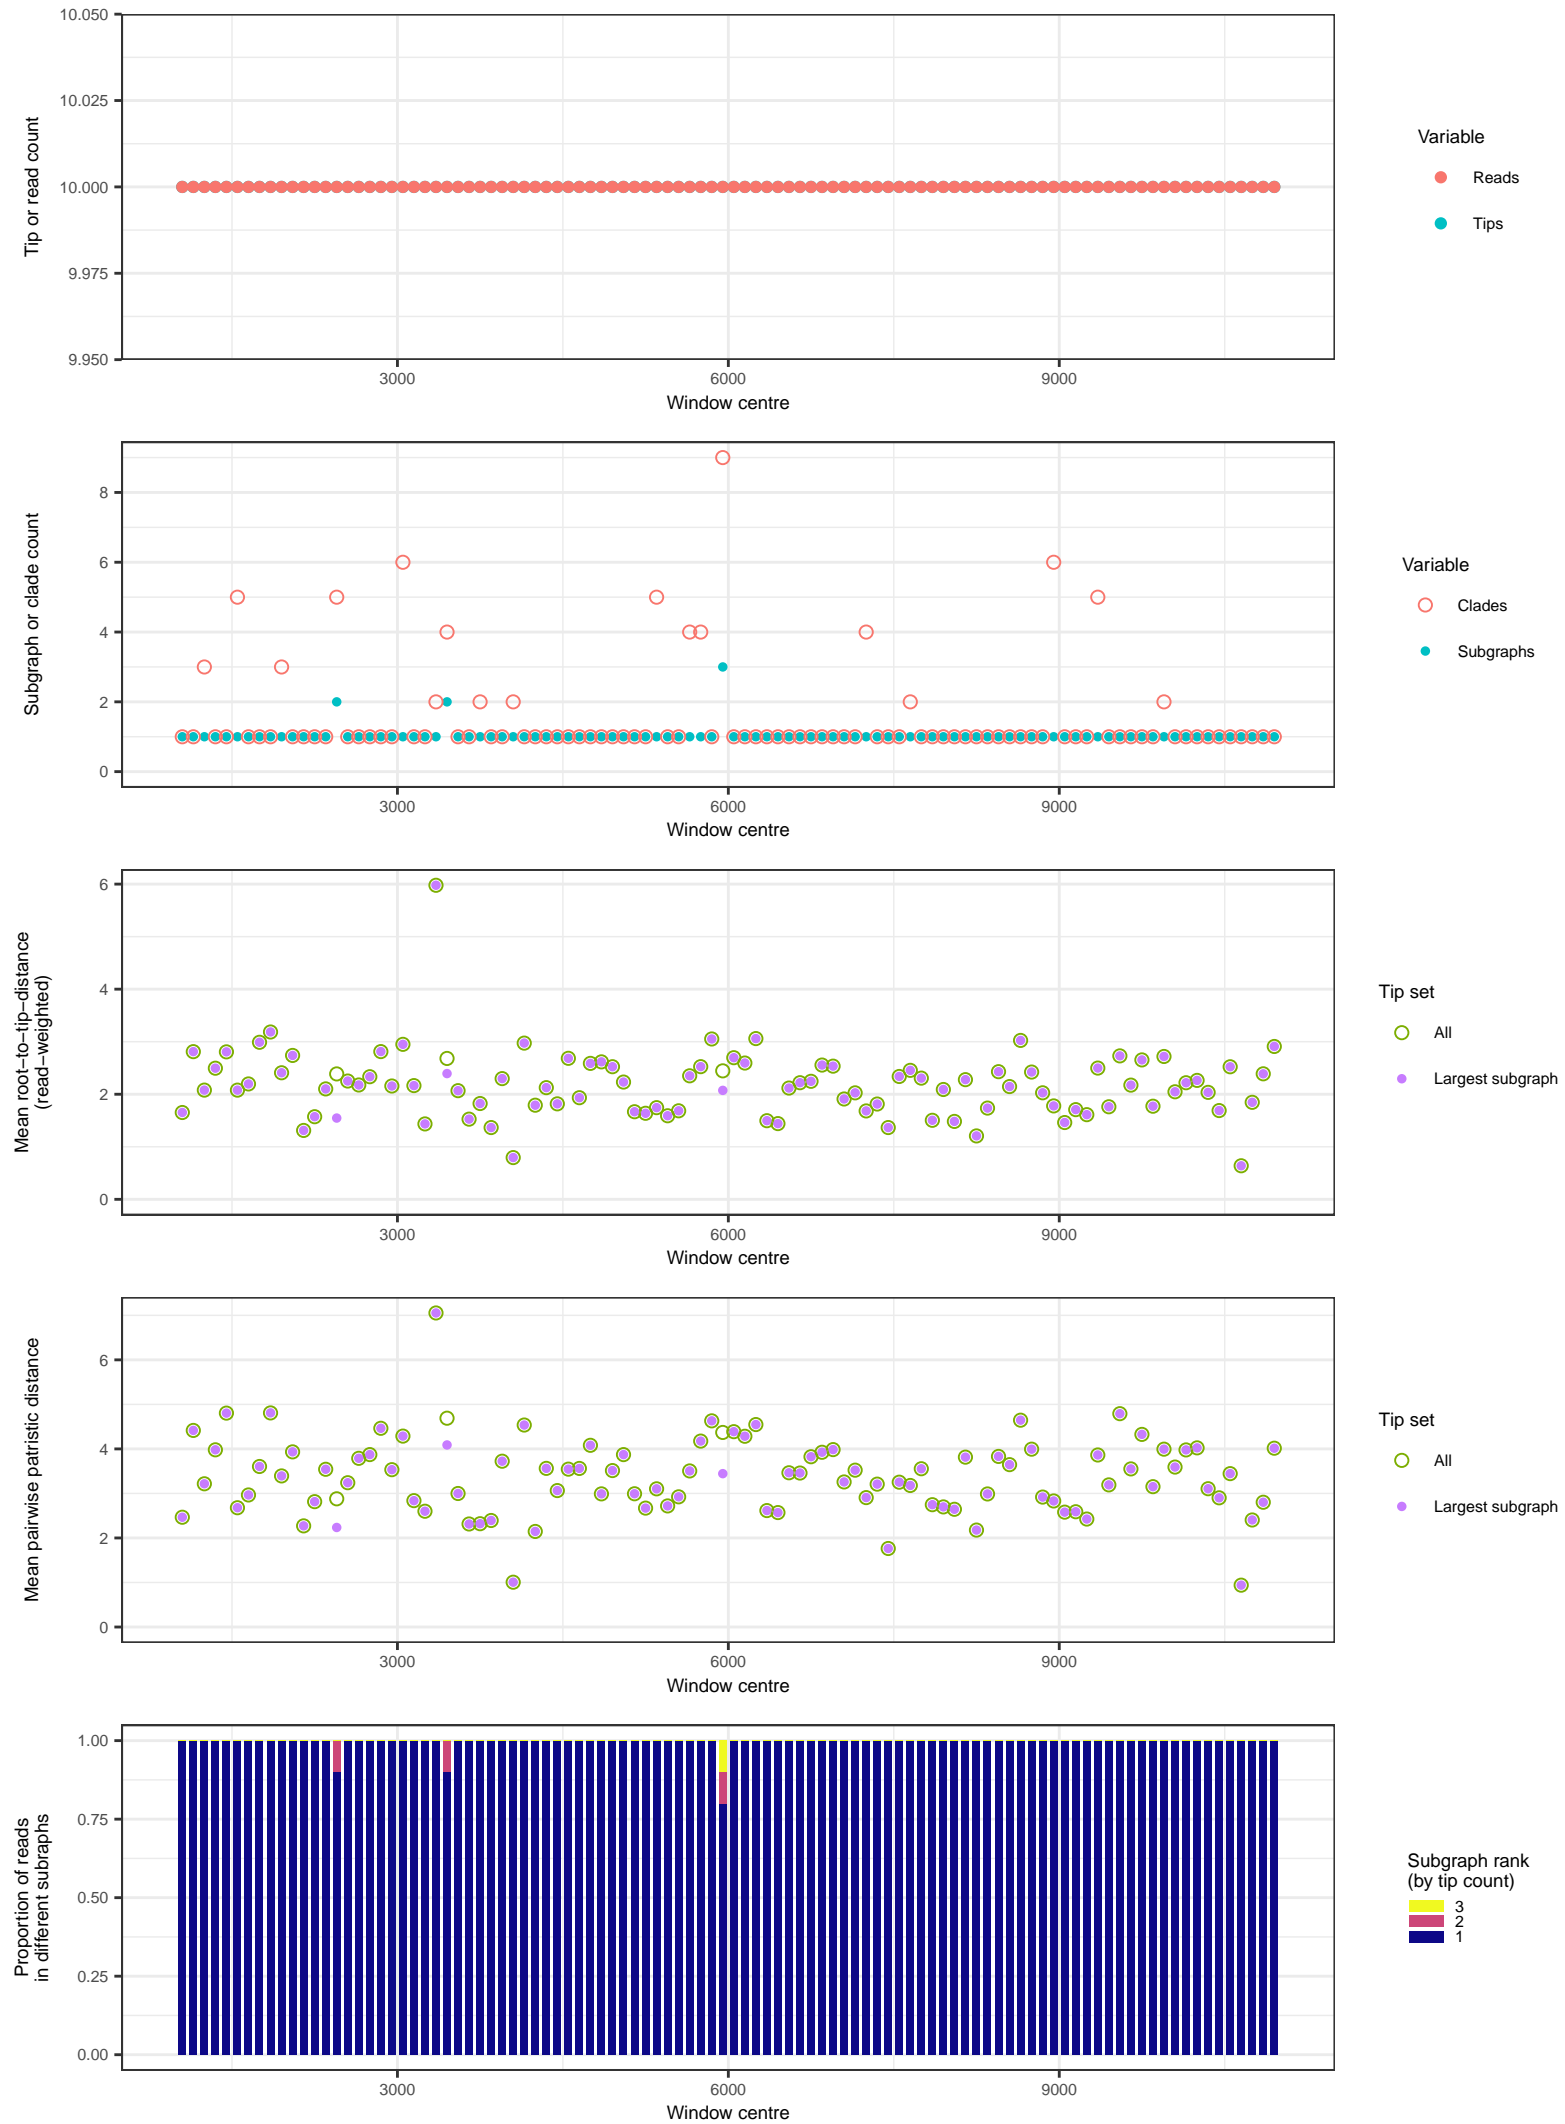 10.050
10.025
10.000
9.975
9.950
Tip or read count
3000
6000
9000
Window centre
Variable
Reads
Tips
8
6
4
2
0
Subgraph or clade count
3000
6000
9000
Window centre
Variable
Clades
Subgraphs
6
4
2
0
Mean root−to−tip−distance
(read−weighted)
3000
6000
9000
Window centre
Tip set
All
Largest subgraph
6
4
2
0
Mean pairwise patristic distance
3000
6000
9000
Window centre
Tip set
All
Largest subgraph
1.00
0.75
0.50
0.25
0.00
Proportion of reads
in different subraphs
3000
6000
9000
Window centre
Subgraph rank
(by tip count)
3
2
1